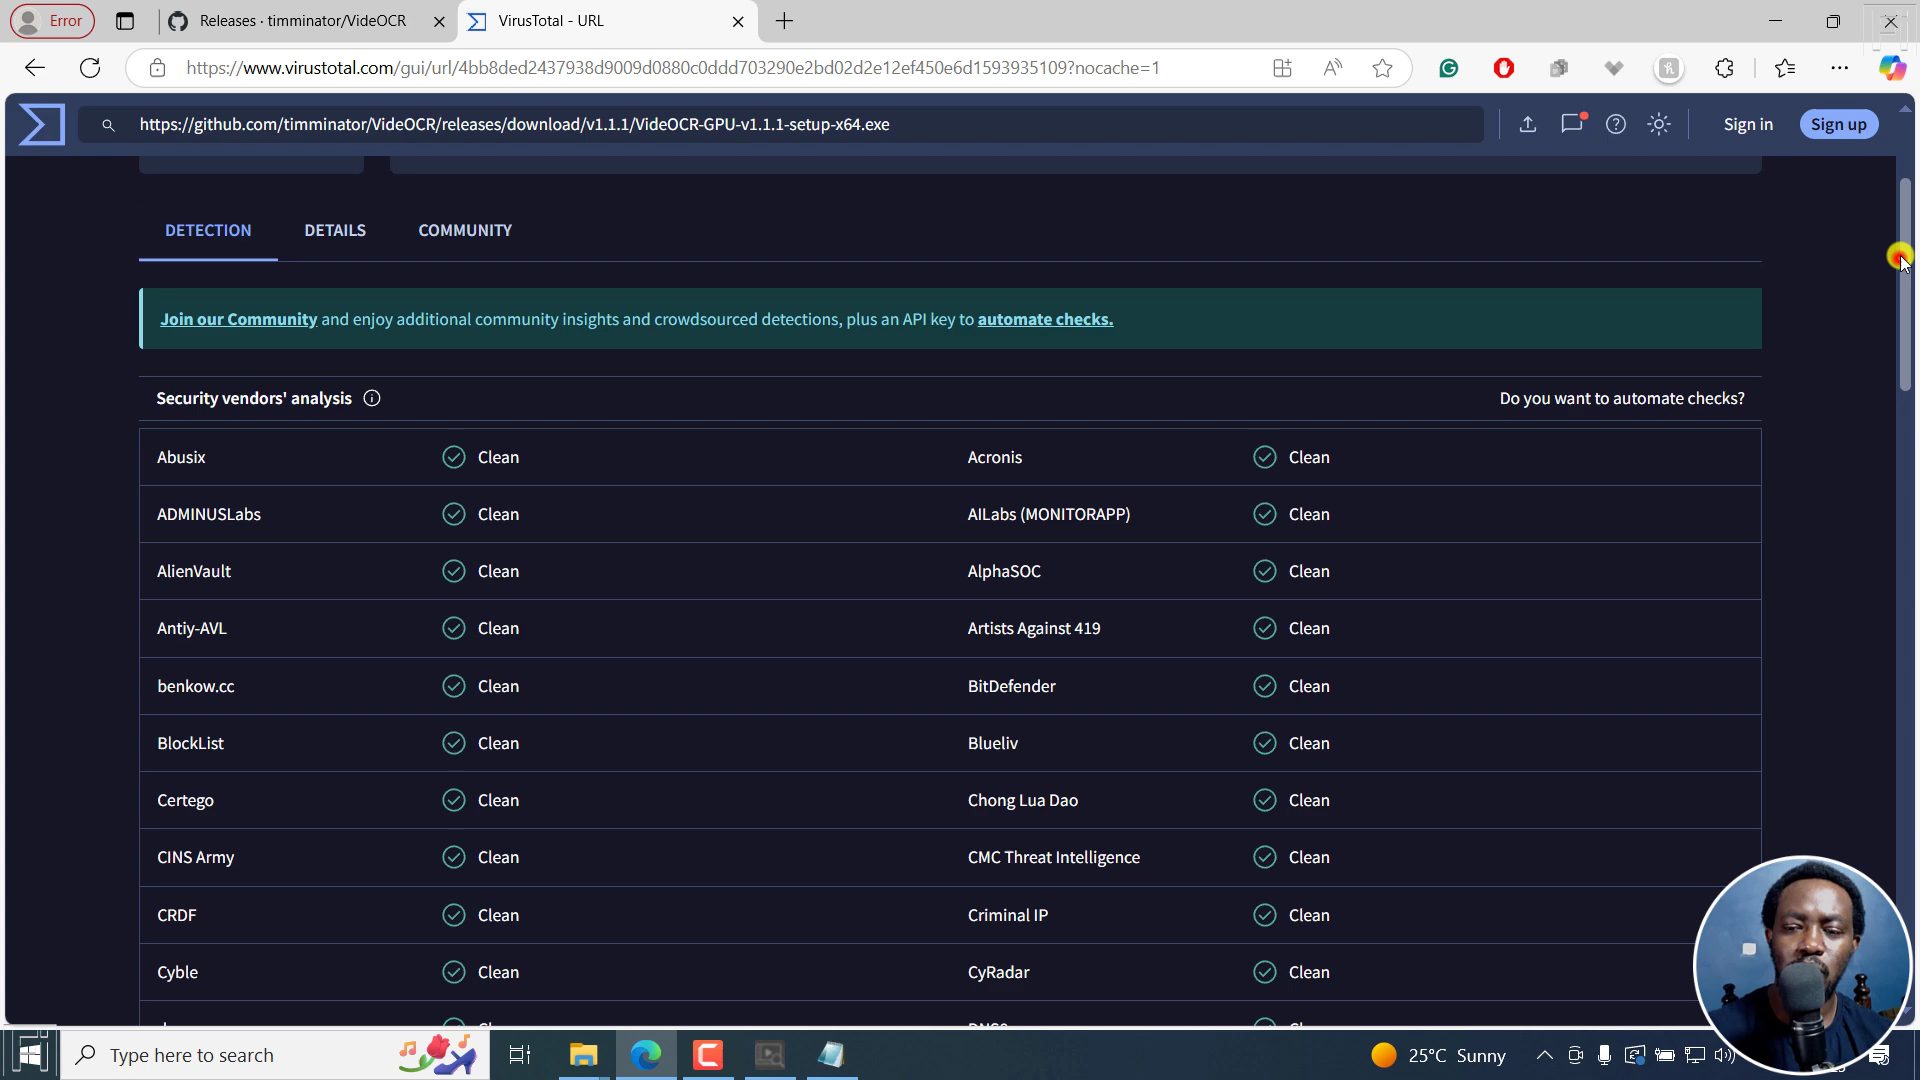 Error
Releases · timminator/VideOCR
VirusTotal - URL
https://www.virustotal.com/gui/url/4bb8ded2437938d9009d0880c0ddd703290e2bd02d2e12ef450e6d1593935109?nocache=1
https://github.com/timminator/VideOCR/releases/download/v1.1.1/VideOCR-GPU-v1.1.1-setup-x64.exe
Sign in
Sign up
DETECTION
DETAILS
COMMUNITY
Join our Community and enjoy additional community insights and crowdsourced detections, plus an API key to automate checks.
Security vendors' analysis
Do you want to automate checks?
Abusix Clean Acronis Clean
ADMINUSLabs Clean AILabs (MONITORAPP) Clean
AlienVault Clean AlphaSOC Clean
Antiy-AVL Clean Artists Against 419 Clean
benkow.cc Clean BitDefender Clean
BlockList Clean Blueliv Clean
Certego Clean Chong Lua Dao Clean
CINS Army Clean CMC Threat Intelligence Clean
CRDF Clean Criminal IP Clean
Cyble Clean CyRadar Clean
Type here to search
25°C Sunny